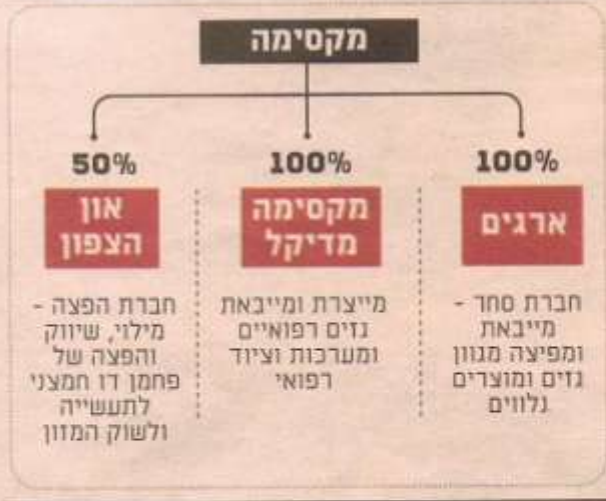 מקסימה
100%
ארגים
חברת סחר -
מייבאת
ומפיצה מגוון
גזים ומוצרים
נלווים
100%
מקסימה
מדיקל
מייצרת ומייבאת
גזים רפואיים
ומערכות וציוד
רפואי
50%
און
הצפון
חברת הפצה -
מילוי, שיווק
והפצה של
פחמן דו חמצני
לתעשייה
ולשוק המזון